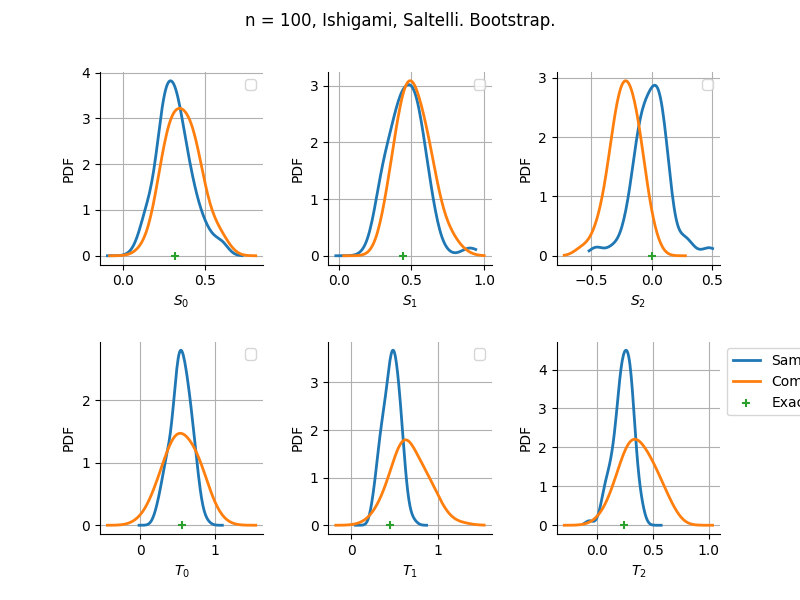 n = 100, Ishigami, Saltelli. Bootstrap.
PDF
4
3
2
1
0
0.0 0.5
S₀
PDF
3
2
1
0
0.0 0.5 1.0
S₁
PDF
3
2
1
0
−0.5 0.0 0.5
S₂
PDF
2
1
0
0 1
T₀
PDF
3
2
1
0
0 1
T₁
PDF
4
3
2
1
0
0.0 0.5 1.0
T₂
Sam
Com
Exac